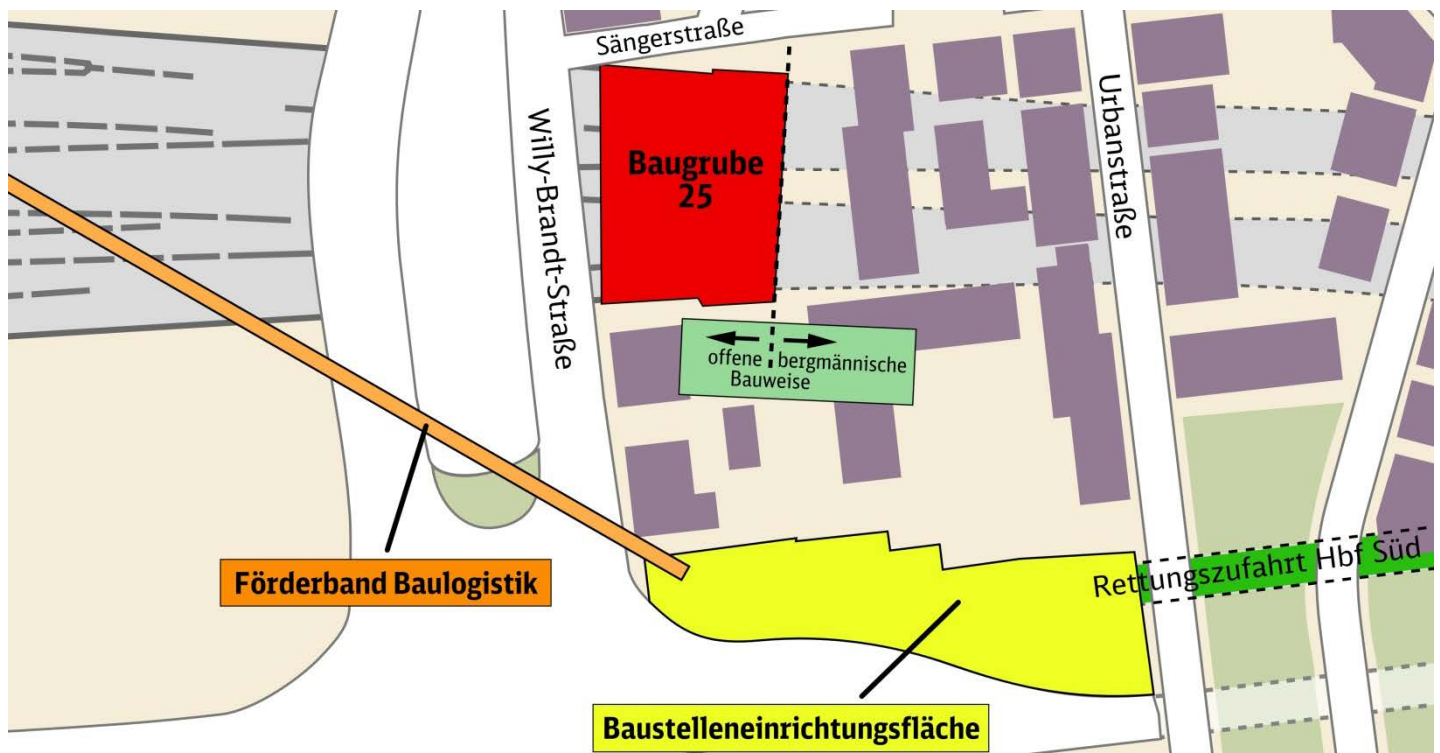 Sängerstraße
Willy-Brandt-Straße
Baugrube
25
Urbanstraße
offene bergmännische
Bauweise
Rettungszufahrt Hbf Süd
Förderband Baulogistik
Baustelleneinrichtungsfläche